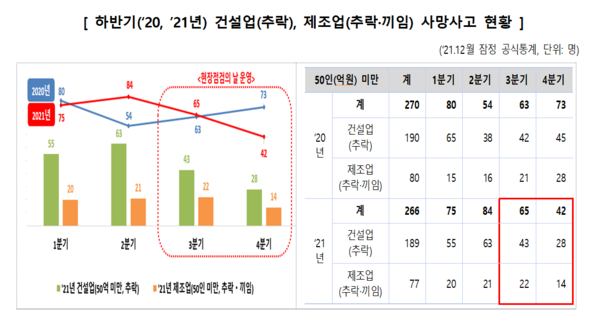 [ 하반기('20, '21년) 건설업(추락), 제조업(추락·끼임) 사망사고 현황 ]
('21.12월 잠정 공식통계, 단위: 명)
<현장점검의 날 운영>
2020년
2021년
80
75
84
54
65
63
73
42
55
20
63
21
43
22
28
14
1분기
2분기
3분기
4분기
'21년 건설업(50억 미만, 추락)
'21년 제조업(50인 미만, 추락·끼임)
50인(억원) 미만 계 1분기 2분기 3분기 4분기
'20년
계 270 80 54 63 73
건설업(추락) 190 65 38 42 45
제조업(추락·끼임) 80 15 16 21 28
'21년
계 266 75 84 65 42
건설업(추락) 189 55 63 43 28
제조업(추락·끼임) 77 20 21 22 14